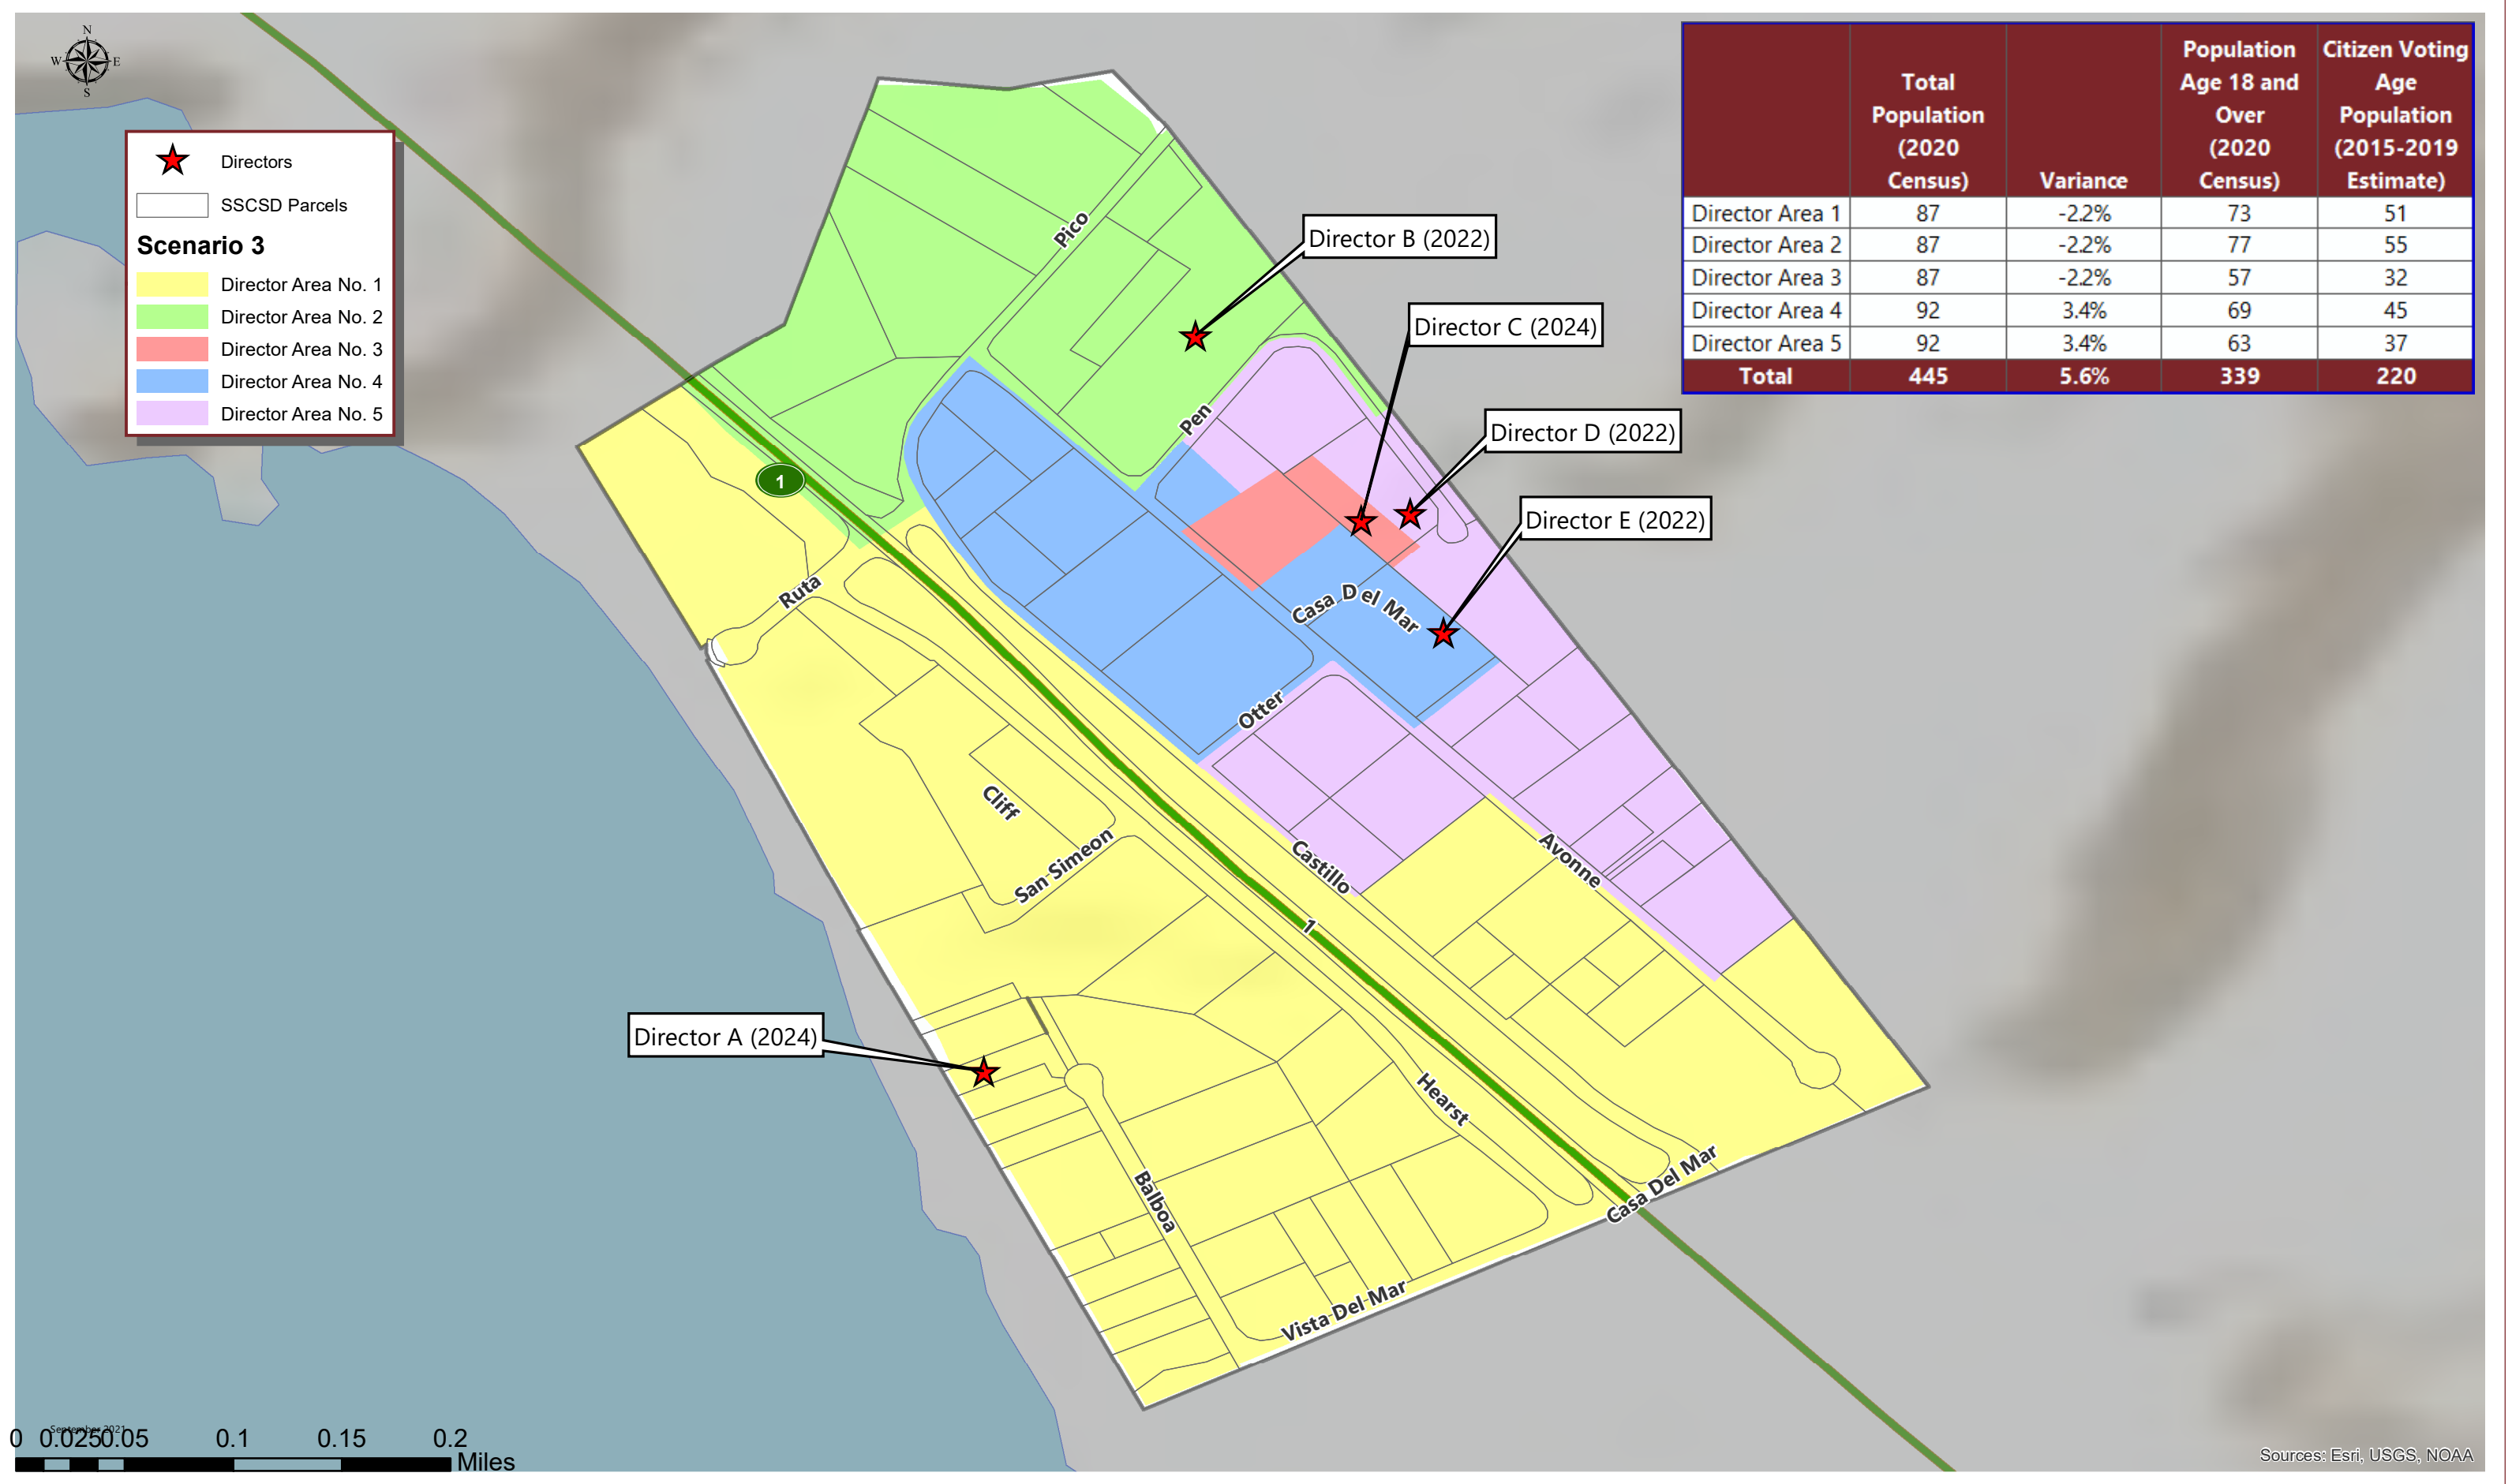 N
W
E
S
Directors
SSCSD Parcels
Scenario 3
Director Area No. 1
Director Area No. 2
Director Area No. 3
Director Area No. 4
Director Area No. 5
Total Population (2020 Census) Variance Population Age 18 and Over (2020 Census) Citizen Voting Age Population (2015-2019 Estimate)
Director Area 1 87 -2.2% 73 51
Director Area 2 87 -2.2% 77 55
Director Area 3 87 -2.2% 57 32
Director Area 4 92 3.4% 69 45
Director Area 5 92 3.4% 63 37
Total 445 5.6% 339 220
Director B (2022)
Director C (2024)
Director D (2022)
Director E (2022)
Director A (2024)
Pico
Pen
1
Ruta
Casa Del Mar
Otter
Cliff
San Simeon
Castillo
Avonne
1
Hearst
Balboa
Casa Del Mar
Vista Del Mar
September 2021
0 0.025 0.05 0.1 0.15 0.2
Miles
Sources: Esri, USGS, NOAA